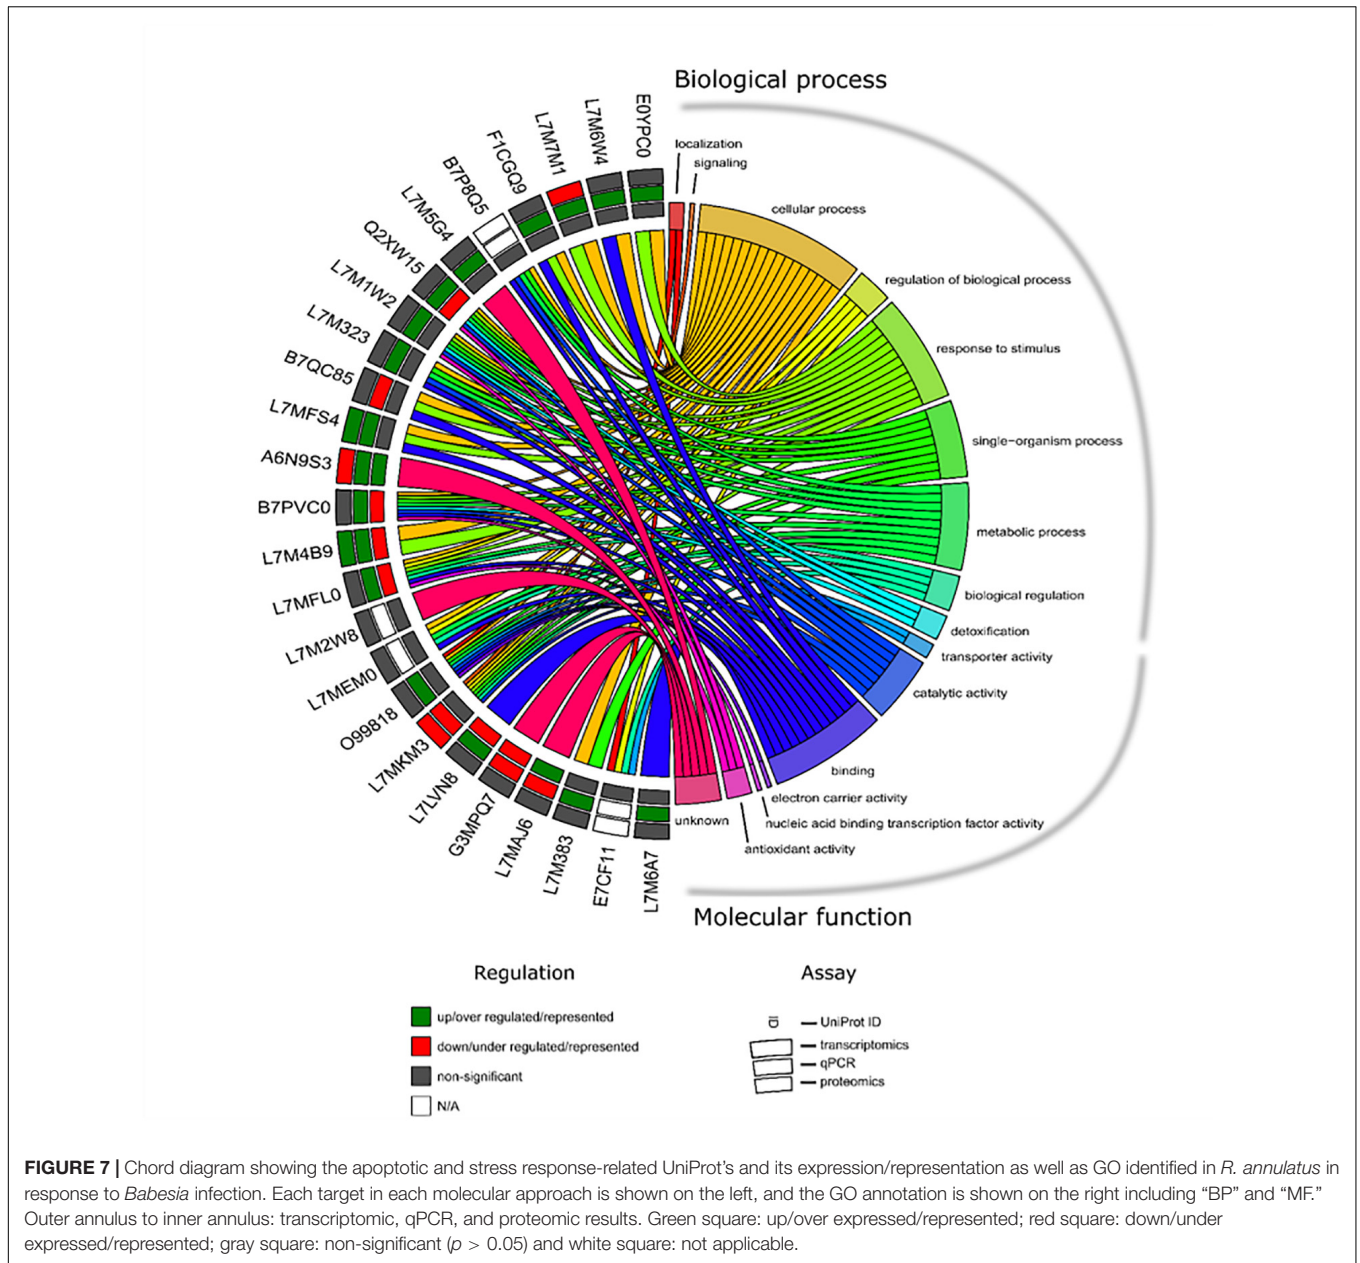 Biological process
localization
signaling
cellular process
regulation of biological process
response to stimulus
single-organism process
metabolic process
biological regulation
detoxification
transporter activity
catalytic activity
binding
electron carrier activity
nucleic acid binding transcription factor activity
antioxidant activity
unknown
Molecular function
E0YPC0
L7M6W4
L7M7M1
F1CGQ9
B7P8Q5
L7M5G4
Q2XW15
L7M1W2
L7M323
B7QC85
L7MFS4
A6N9S3
B7PVC0
L7M4B9
L7MFL0
L7M2W8
L7MEM0
O99818
L7MKM3
L7LVN8
G3MPQ7
L7MAJ6
L7M383
E7CF11
L7M6A7
Regulation
up/over regulated/represented
down/under regulated/represented
non-significant
N/A
Assay
ID
UniProt ID
transcriptomics
qPCR
proteomics
FIGURE 7 | Chord diagram showing the apoptotic and stress response-related UniProt's and its expression/representation as well as GO identified in R. annulatus in
response to Babesia infection. Each target in each molecular approach is shown on the left, and the GO annotation is shown on the right including “BP” and “MF.”
Outer annulus to inner annulus: transcriptomic, qPCR, and proteomic results. Green square: up/over expressed/represented; red square: down/under
expressed/represented; gray square: non-significant (p > 0.05) and white square: not applicable.